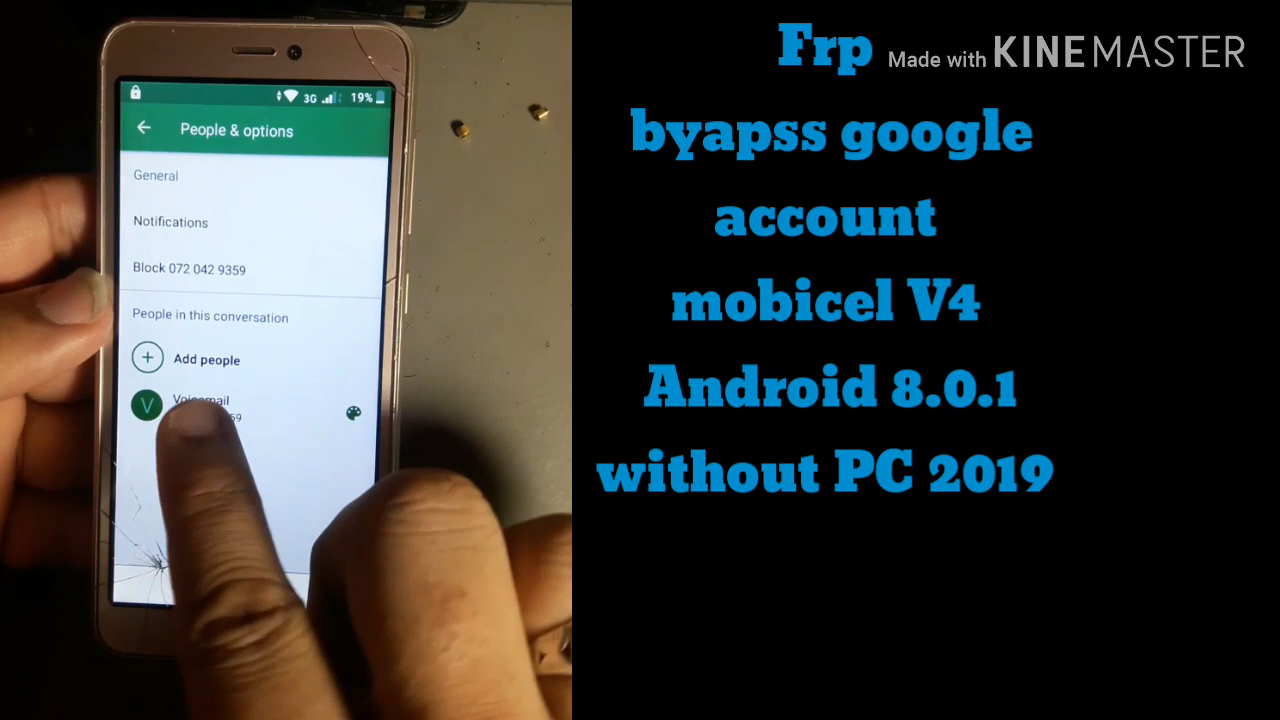 19%
3G
People & options
General
Notifications
Block 072 042 9359
People in this conversation
Add people
V
Voicemail
59
Frp
Made with KINEMASTER
byapss google
account
mobicel V4
Android 8.0.1
without PC 2019